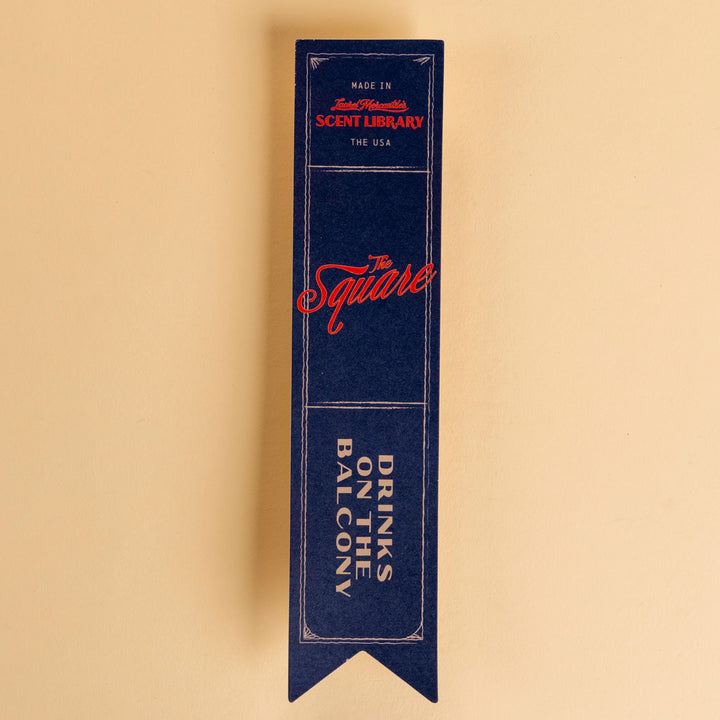 MADE IN
Laurel Mercantile's
SCENT LIBRARY
THE USA
The
Square
DRINKS
ON THE
BALCONY